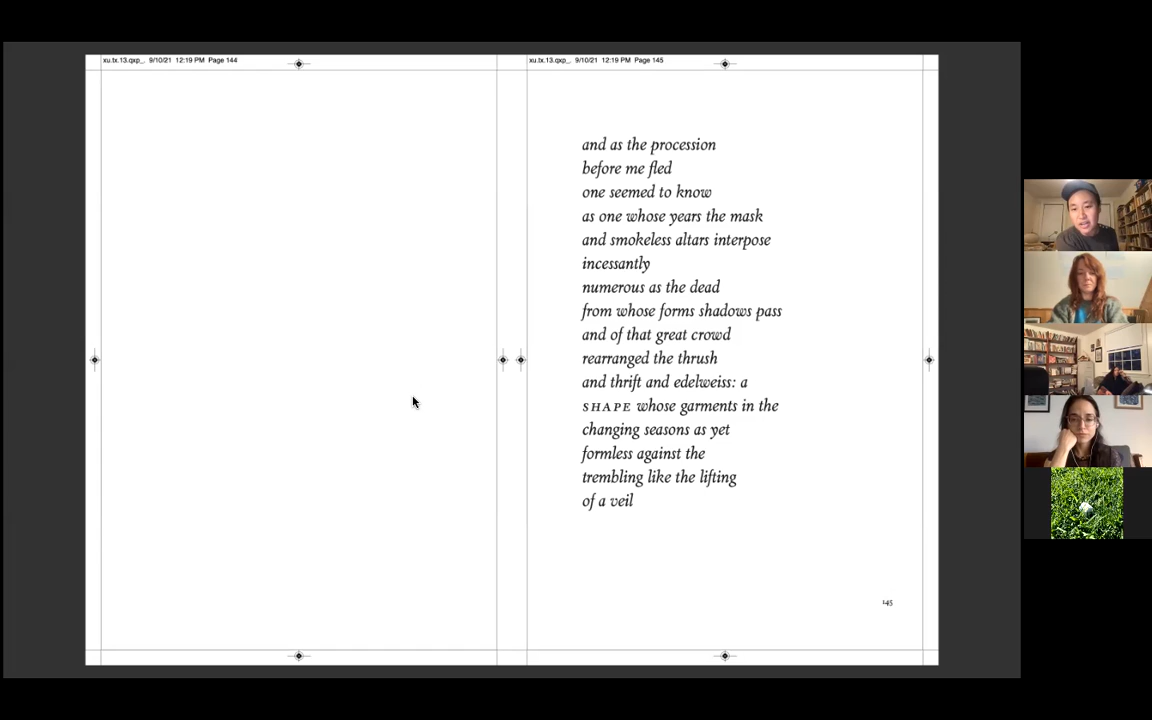 xu.tx.13.qxp_. 9/10/21 12:19 PM Page 144
xu.tx.13.qxp_. 9/10/21 12:19 PM Page 145
and as the procession
before me fled
one seemed to know
as one whose years the mask
and smokeless altars interpose
incessantly
numerous as the dead
from whose forms shadows pass
and of that great crowd
rearranged the thrush
and thrift and edelweiss: a
SHAPE whose garments in the
changing seasons as yet
formless against the
trembling like the lifting
of a veil
145